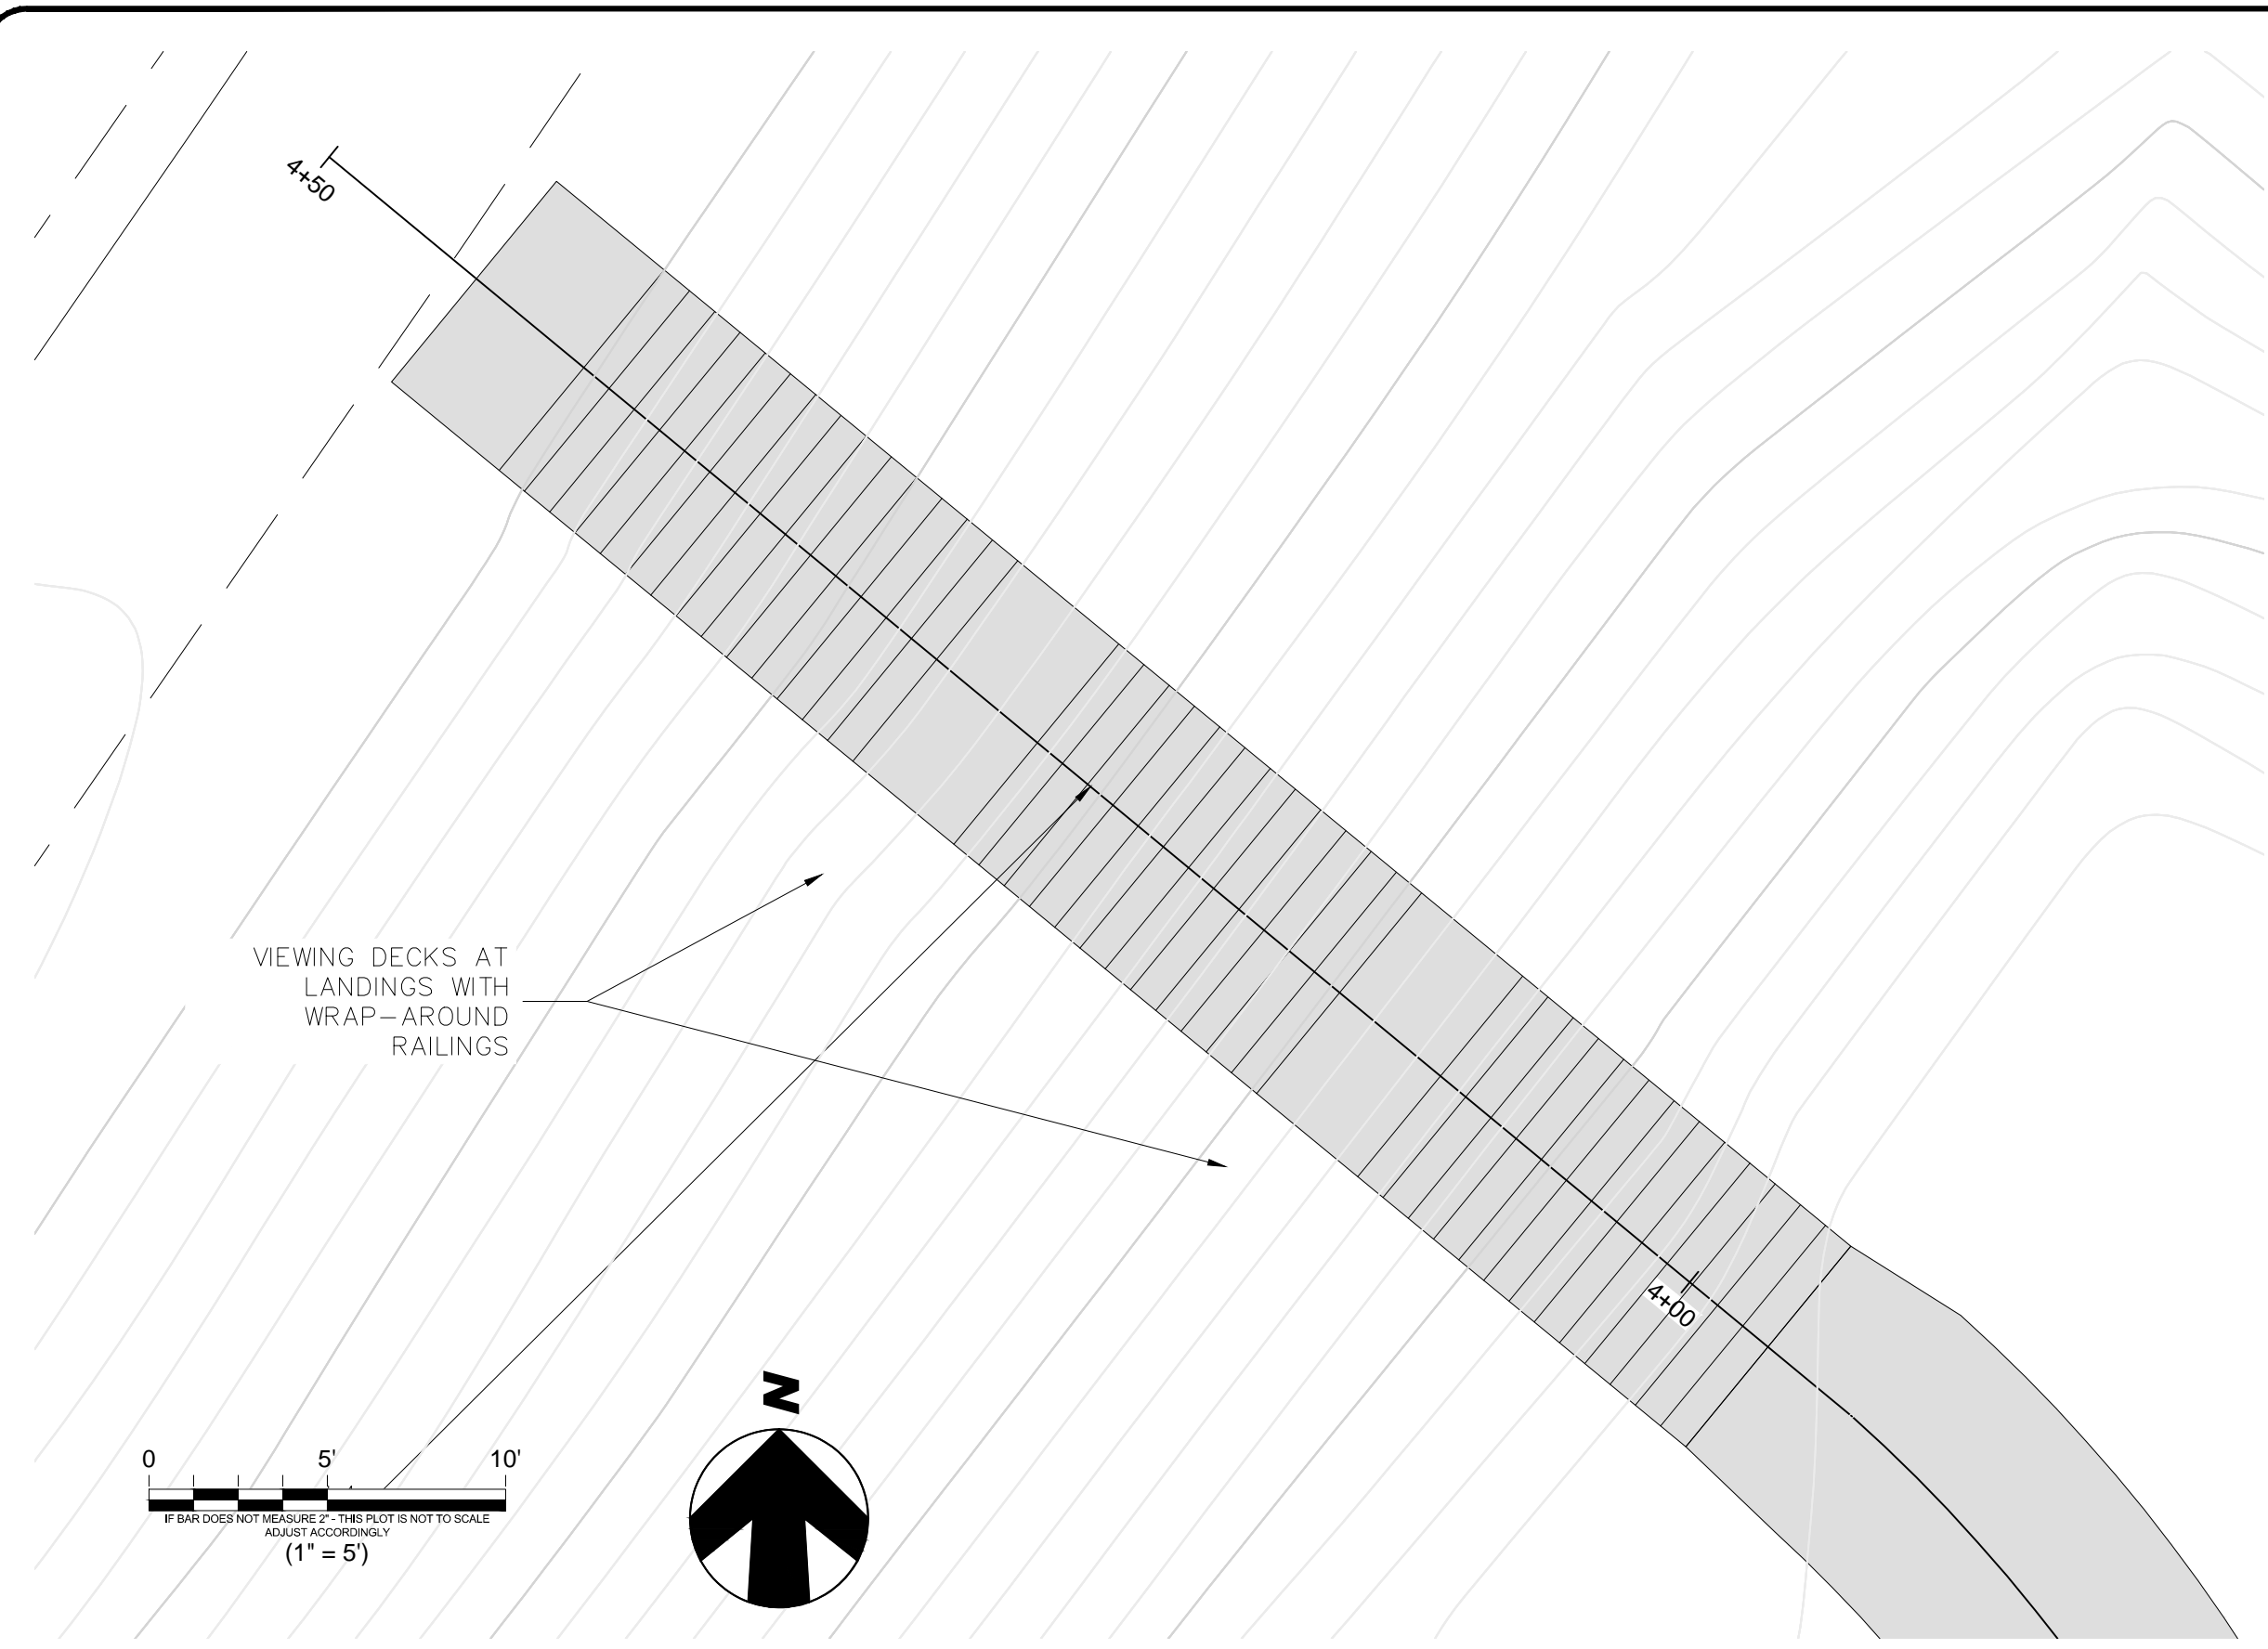 4+50
VIEWING DECKS AT
LANDINGS WITH
WRAP-AROUND
RAILINGS
4+00
N
0 5' 10'
IF BAR DOES NOT MEASURE 2" - THIS PLOT IS NOT TO SCALE
ADJUST ACCORDINGLY
(1" = 5')